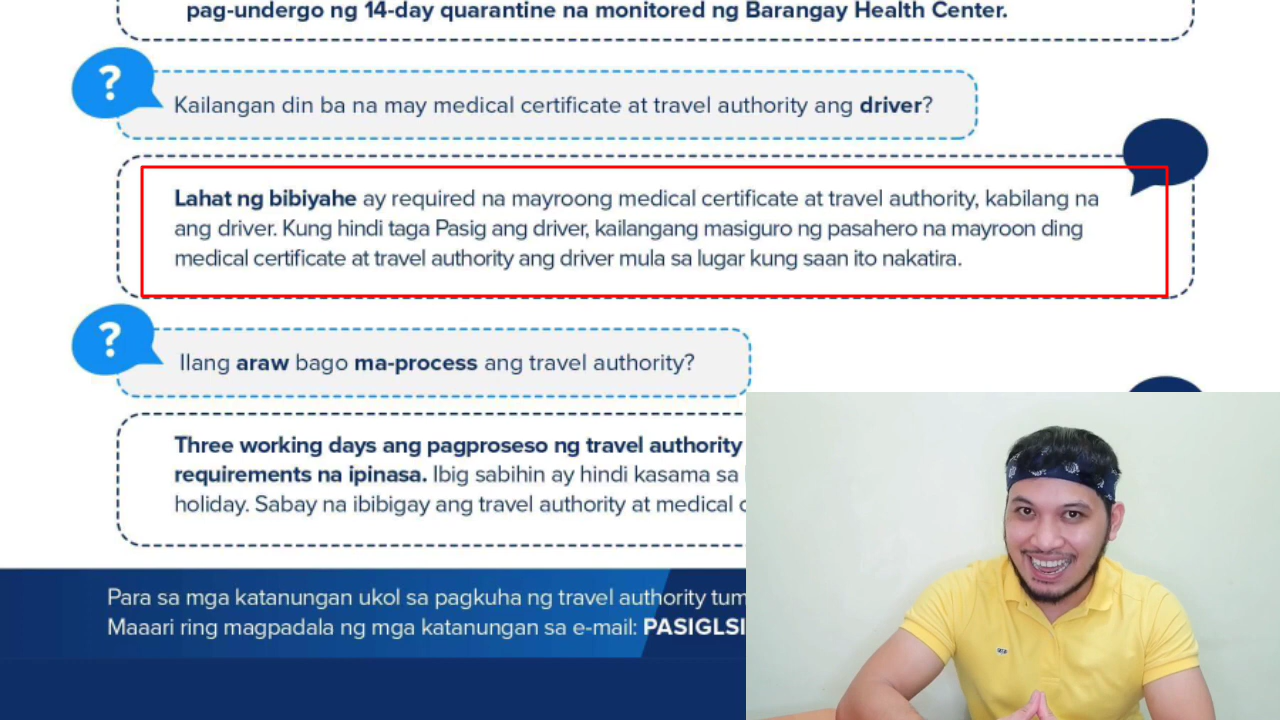 pag-undergo ng 14-day quarantine na monitored ng Barangay Health Center.
?
Kailangan din ba na may medical certificate at travel authority ang driver?
Lahat ng bibiyahe ay required na mayroong medical certificate at travel authority, kabilang na
ang driver. Kung hindi taga Pasig ang driver, kailangang masiguro ng pasahero na mayroon ding
medical certificate at travel authority ang driver mula sa lugar kung saan ito nakatira.
?
Ilang araw bago ma-process ang travel authority?
Three working days ang pagproseso ng travel authority
requirements na ipinasa. Ibig sabihin ay hindi kasama sa
holiday. Sabay na ibibigay ang travel authority at medical
Para sa mga katanungan ukol sa pagkuha ng travel authority tum
Maaari ring magpadala ng mga katanungan sa e-mail: PASIGLSI